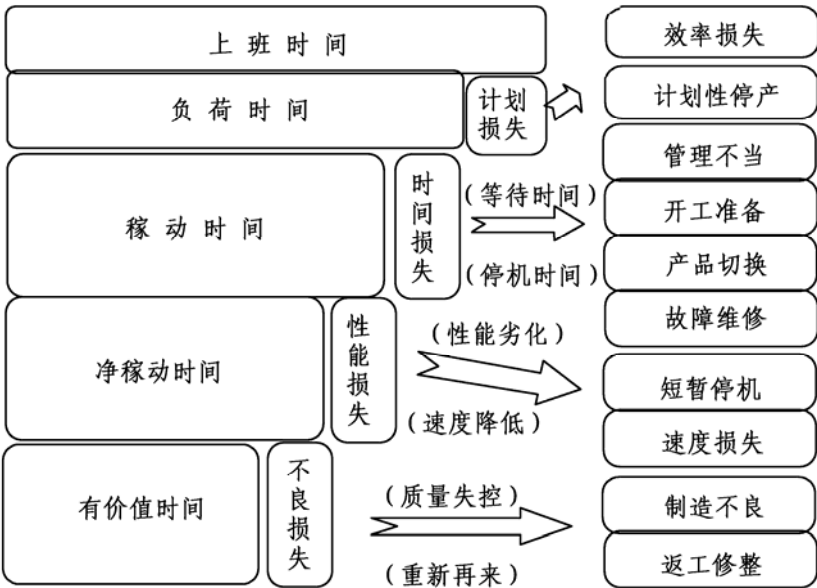 上班时间
效率损失
负荷时间
计划
损失
计划性停产
管理不当
稼动时间
时间损失
(等待时间)
(停机时间)
开工准备
产品切换
故障维修
净稼动时间
性能损失
(性能劣化)
(速度降低)
短暂停机
速度损失
有价值时间
不良损失
(质量失控)
(重新再来)
制造不良
返工修整